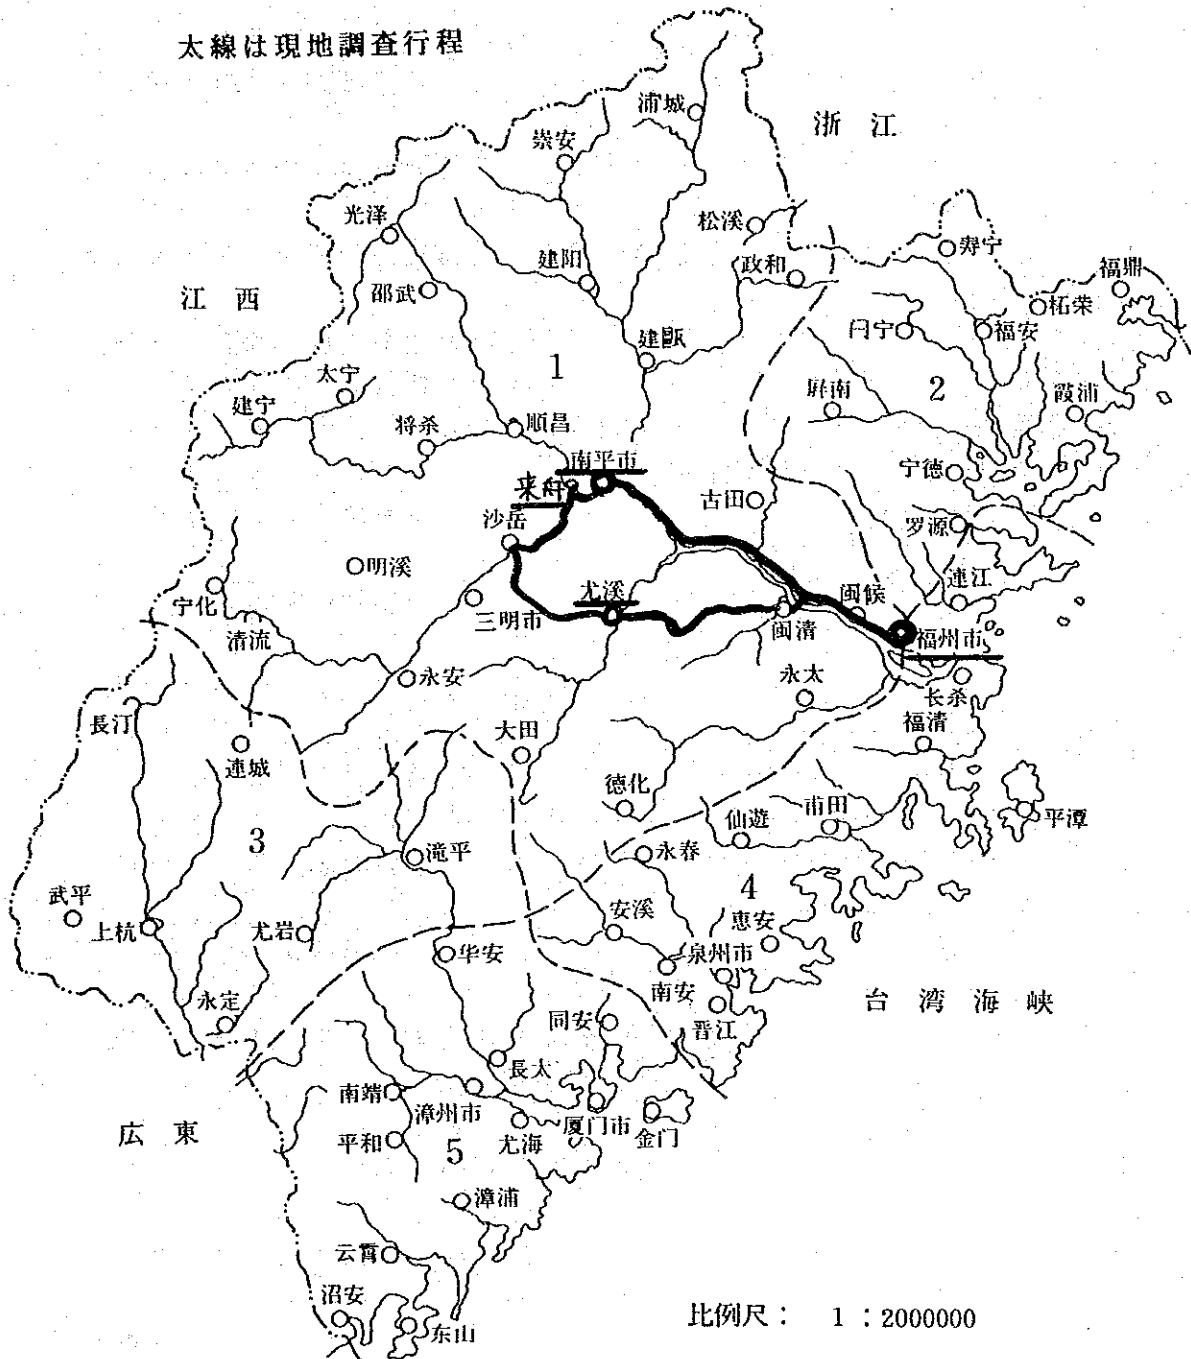 太線は現地調査行程
浦城
浙江
崇安
光泽
松溪
寿宁
建阳
政和
福鼎
江西
邵武
柘荣
福安
建甌
太宁
1
2
屏南
霞浦
建宁
将杀
順昌
南平市
来舟
宁德
古田
沙岳
罗源
明溪
連江
宁化
尤溪
闽候
三明市
闽清
福州市
清流
永安
永太
长杀
長汀
大田
福清
連城
德化
3
仙遊
甫田
平潭
滝平
永春
武平
4
上杭
尤岩
安溪
惠安
华安
泉州市
南安
台湾海峡
永定
同安
晋江
長太
南靖
漳州市
厦门市
広東
平和
尤海
金门
5
漳浦
云霄
沼安
东山
比例尺： 1：2000000